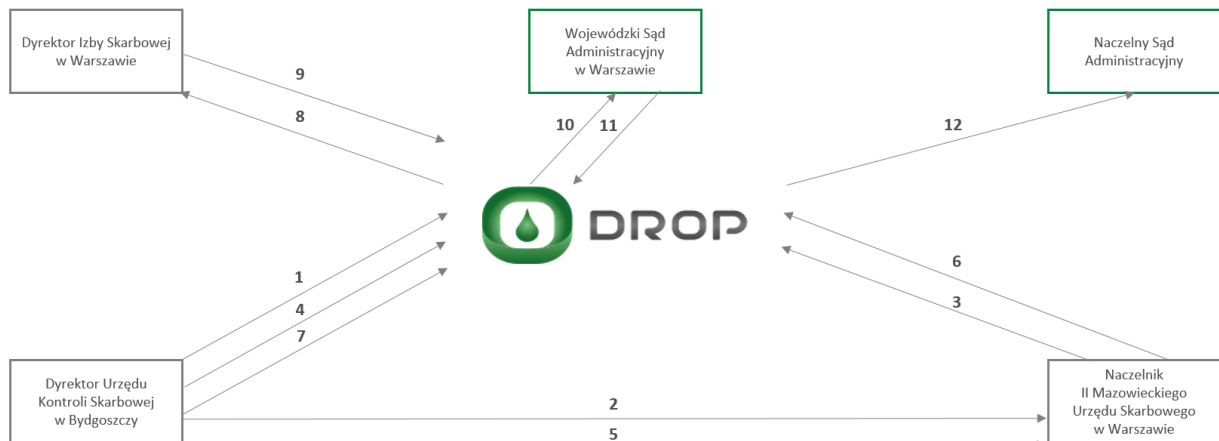 Dyrektor Izby Skarbowej
w Warszawie
Wojewódzki Sąd
Administracyjny
w Warszawie
Naczelny Sąd
Administracyjny
9
8
10
11
12
DROP
1
4
7
6
3
Dyrektor Urzędu
Kontroli Skarbowej
w Bydgoszczy
2
5
Naczelnik
II Mazowieckiego
Urzędu Skarbowego
w Warszawie